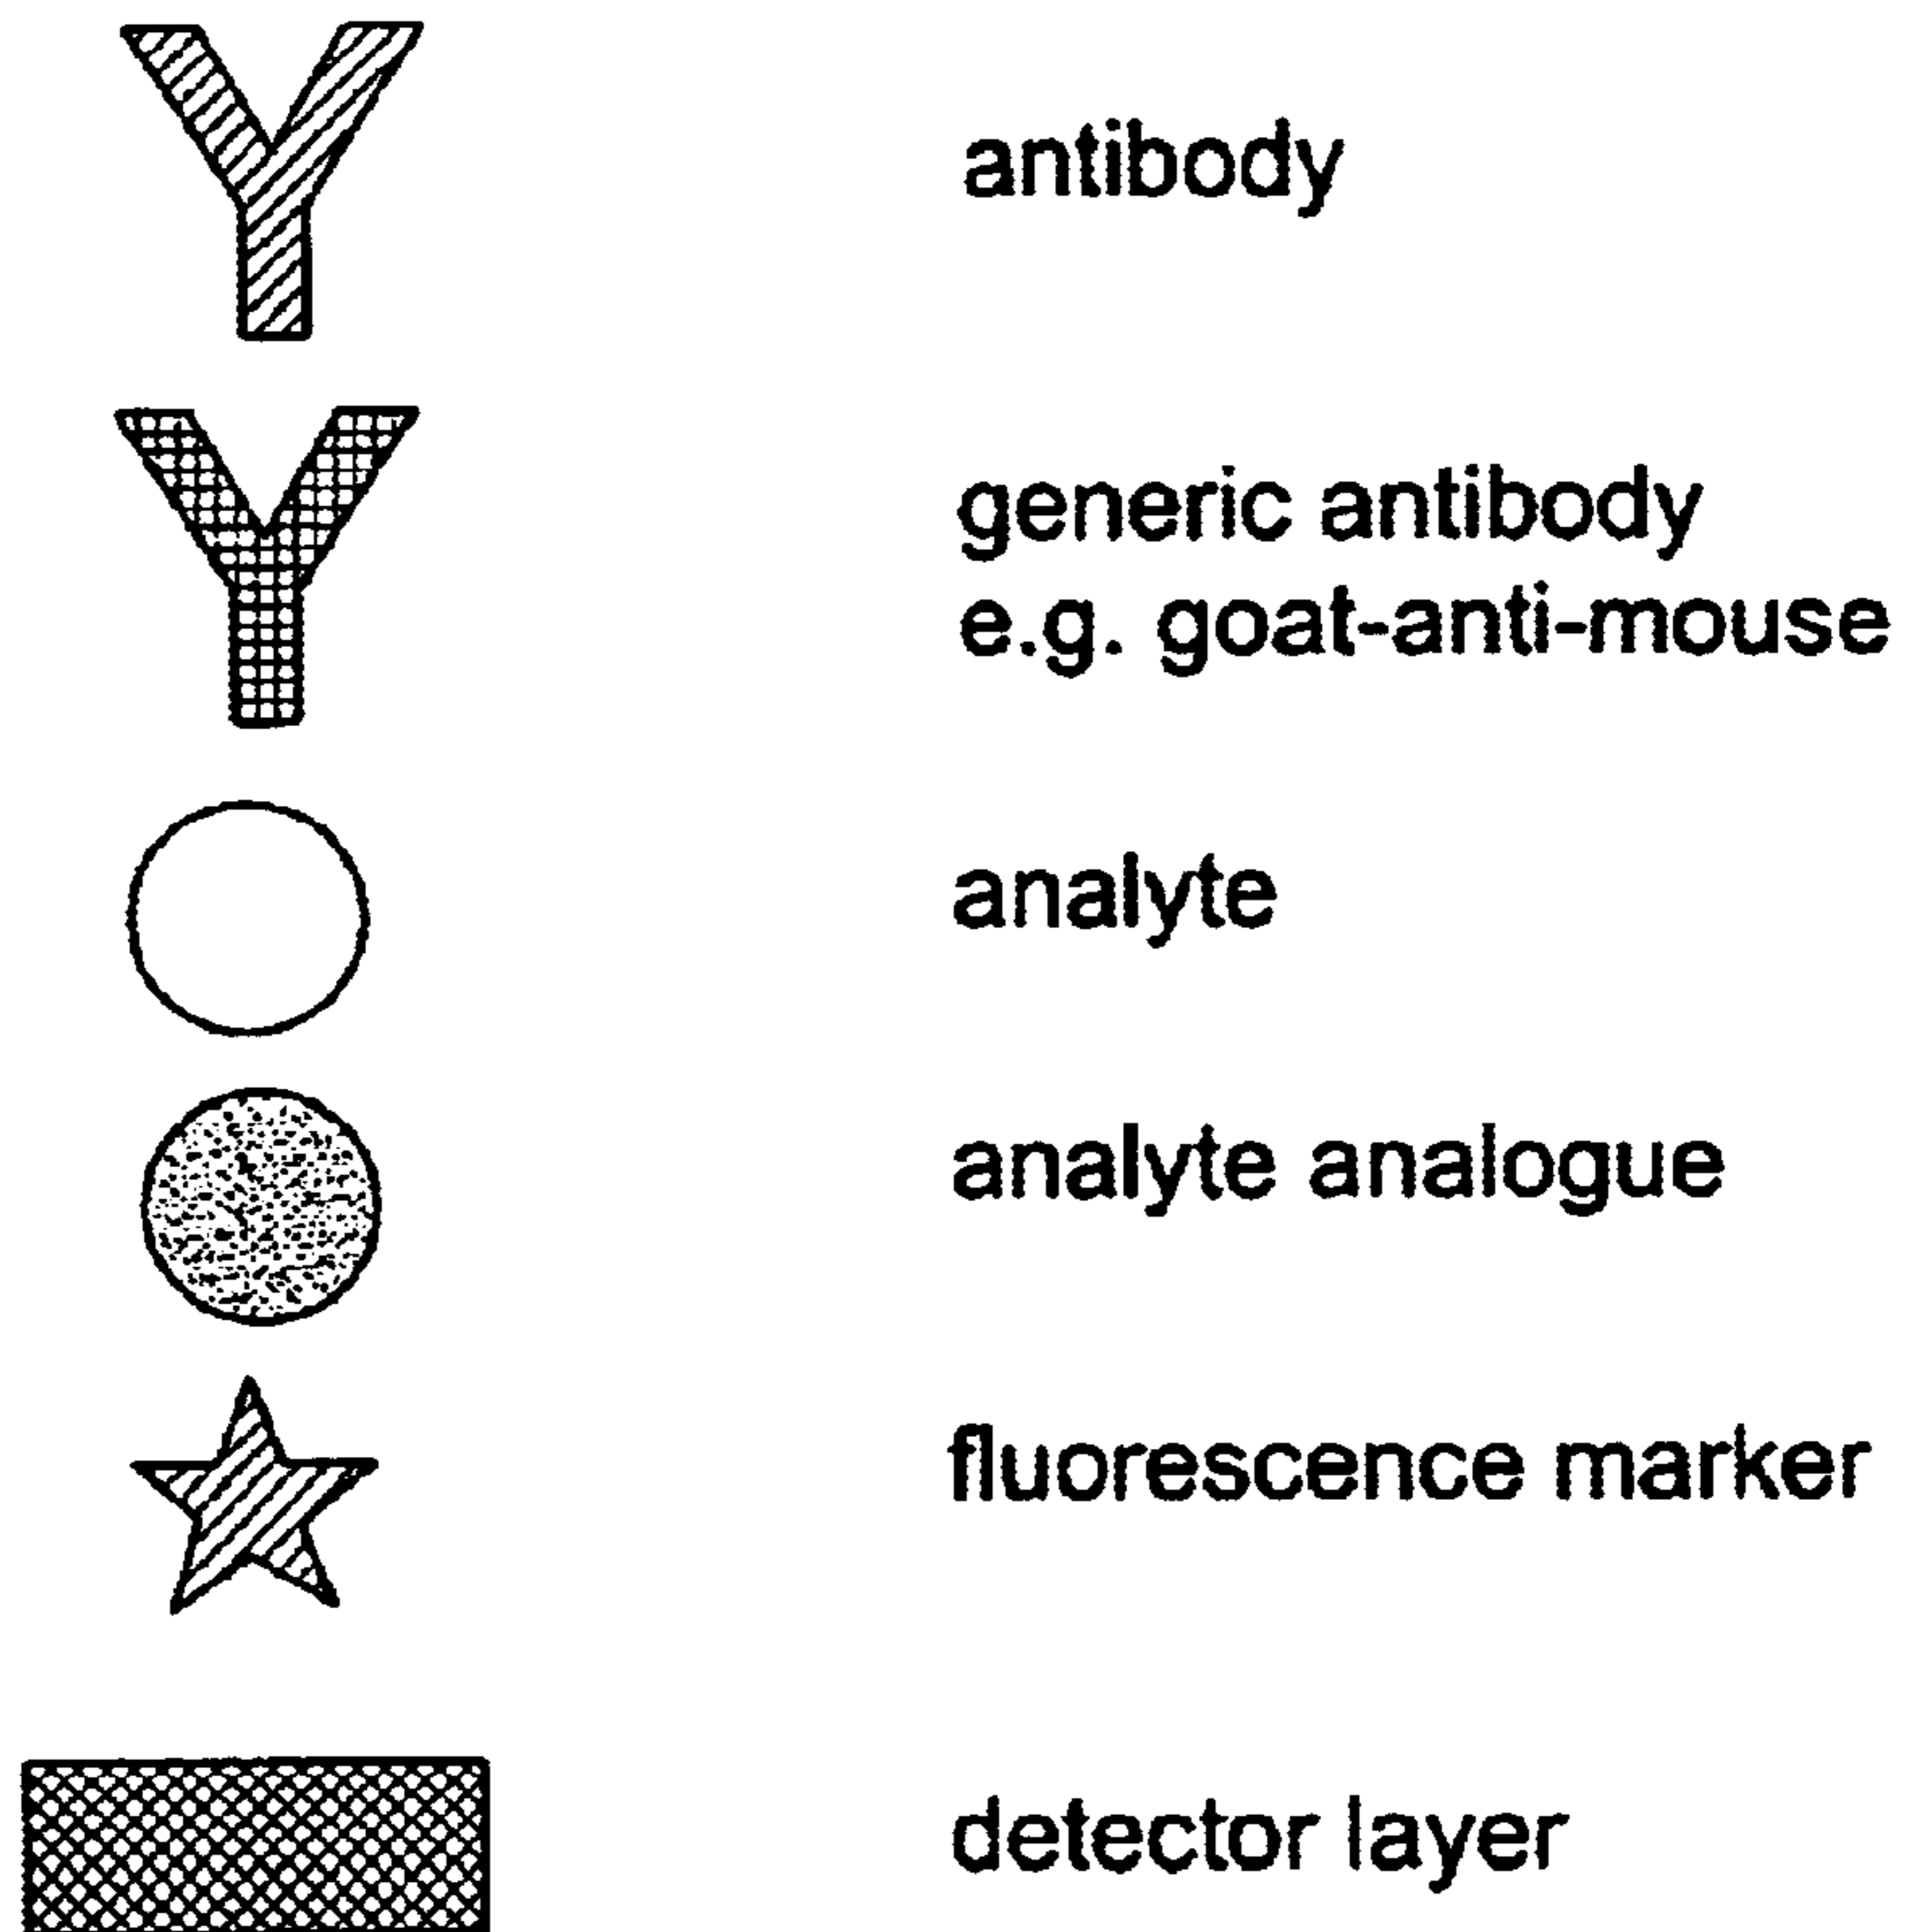 antibody
generic antibody
e.g. goat-anti-mouse
analyte
analyte analogue
fluorescence marker
detector layer